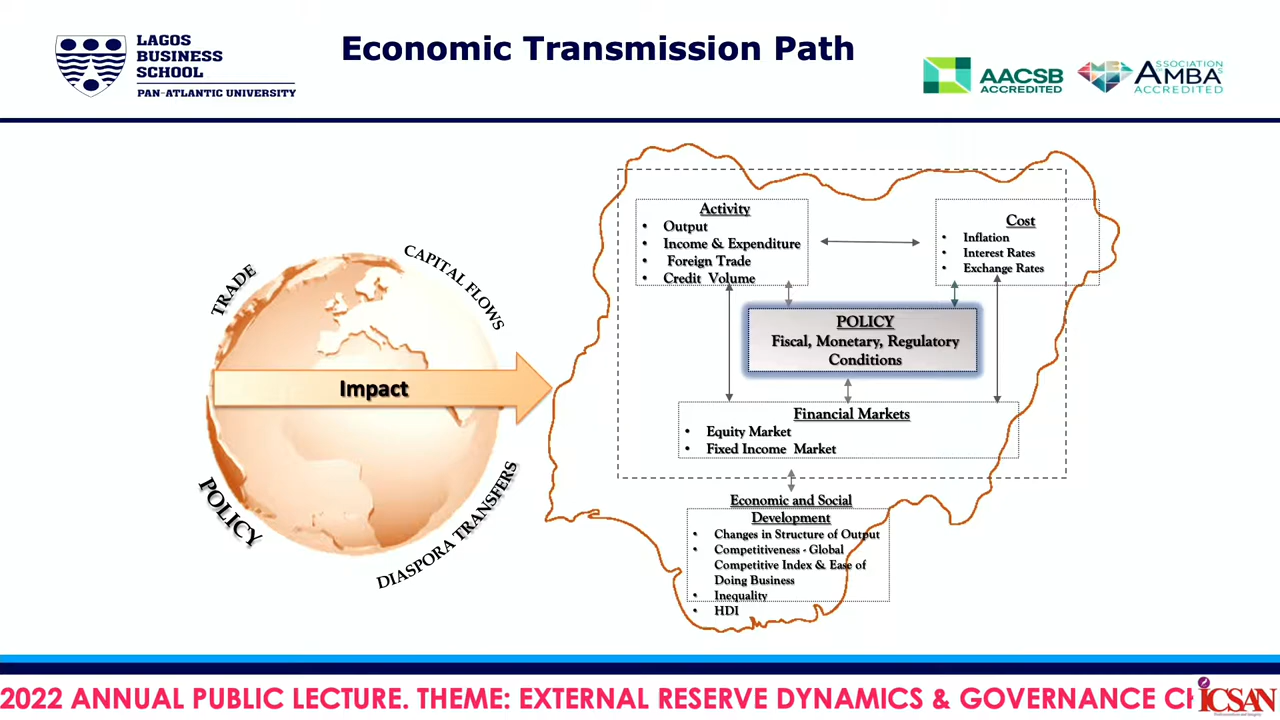 LAGOS
BUSINESS
SCHOOL
PAN-ATLANTIC UNIVERSITY
Economic Transmission Path
AACSB
ACCREDITED
ASSOCIATION
AMBA's
ACCREDITED
TRADE
CAPITAL FLOWS
Impact
POLICY
DIASPORA TRANSFERS
Activity
• Output
• Income & Expenditure
• Foreign Trade
• Credit Volume
Cost
• Inflation
• Interest Rates
• Exchange Rates
POLICY
Fiscal, Monetary, Regulatory
Conditions
Financial Markets
• Equity Market
• Fixed Income Market
Economic and Social
Development
• Changes in Structure of Output
• Competitiveness - Global
Competitive Index & Ease of
Doing Business
• Inequality
• HDI
2022 ANNUAL PUBLIC LECTURE. THEME: EXTERNAL RESERVE DYNAMICS & GOVERNANCE CH
ICSAN